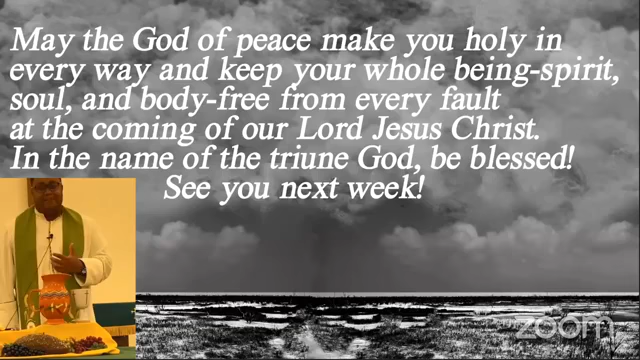 May the God of peace make you holy in
every way and keep your whole being-spirit,
soul, and body-free from every fault
at the coming of our Lord Jesus Christ.
In the name of the triune God, be blessed!
See you next week!
zoom